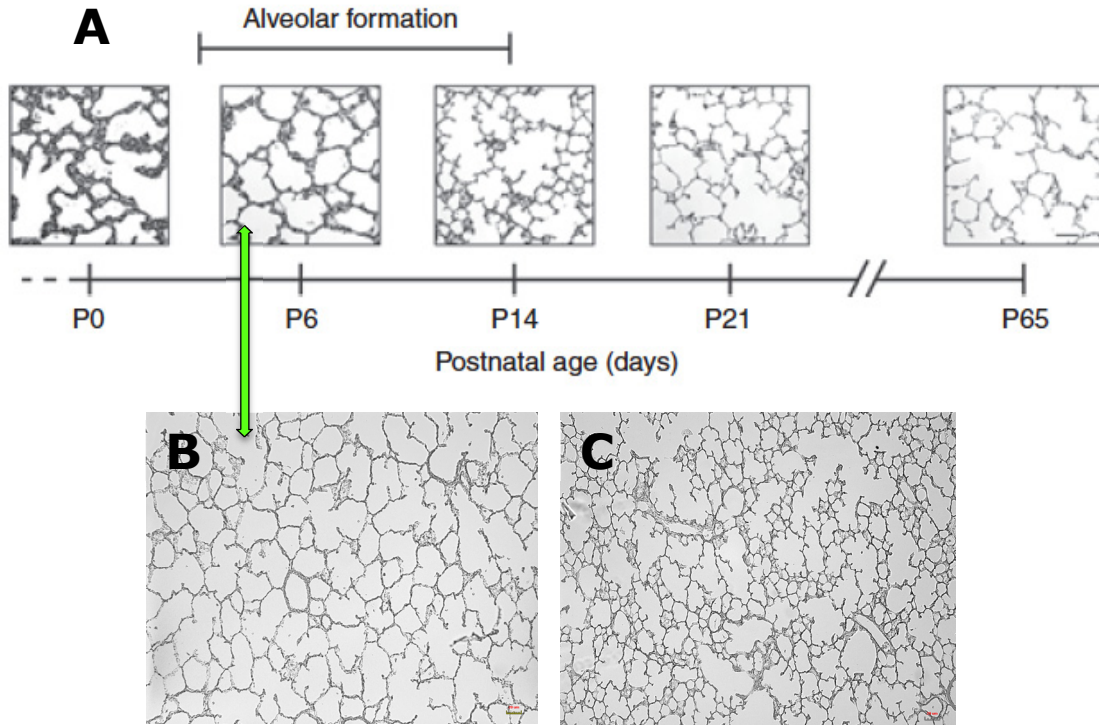 A
Alveolar formation
P0
P6
P14
P21
P65
Postnatal age (days)
B
C